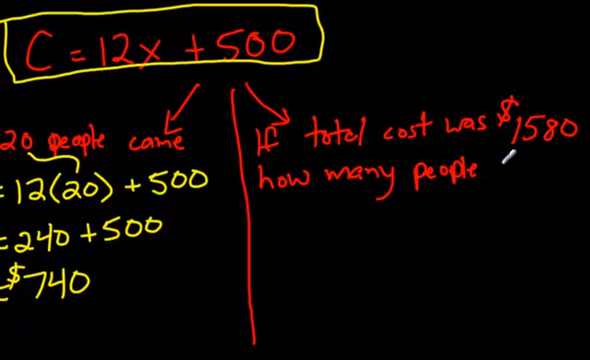 C = 12x + 500
20 people came
= 12(20) + 500
= 240 + 500
= $740
If total cost was $1580
how many people